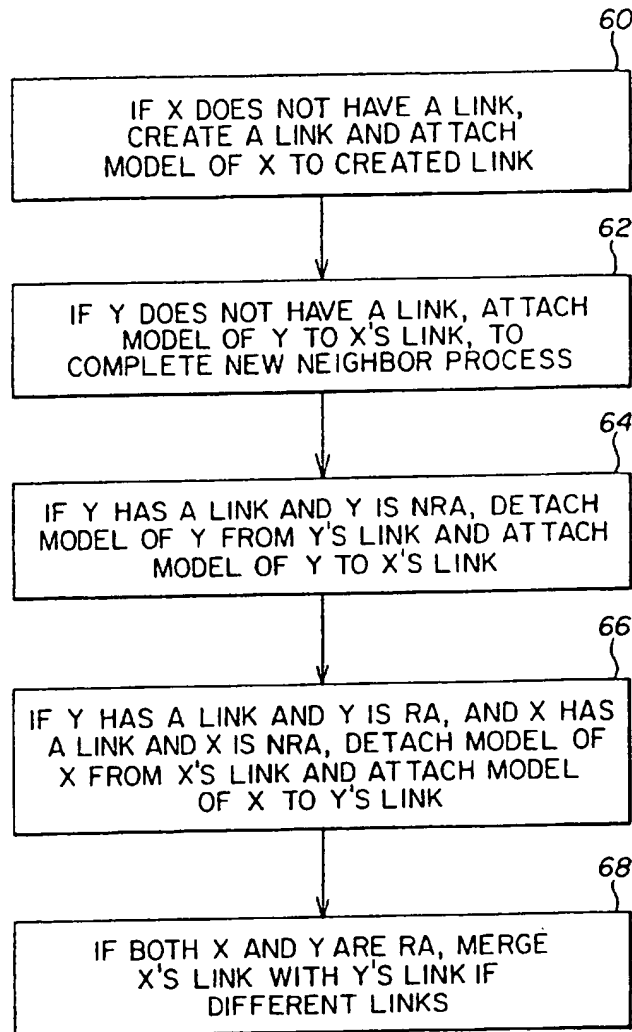 60
IF X DOES NOT HAVE A LINK,
CREATE A LINK AND ATTACH
MODEL OF X TO CREATED LINK
62
IF Y DOES NOT HAVE A LINK, ATTACH
MODEL OF Y TO X'S LINK, TO
COMPLETE NEW NEIGHBOR PROCESS
64
IF Y HAS A LINK AND Y IS NRA, DETACH
MODEL OF Y FROM Y'S LINK AND ATTACH
MODEL OF Y TO X'S LINK
66
IF Y HAS A LINK AND Y IS RA, AND X HAS
A LINK AND X IS NRA, DETACH MODEL OF
X FROM X'S LINK AND ATTACH MODEL
OF X TO Y'S LINK
68
IF BOTH X AND Y ARE RA, MERGE
X'S LINK WITH Y'S LINK IF
DIFFERENT LINKS